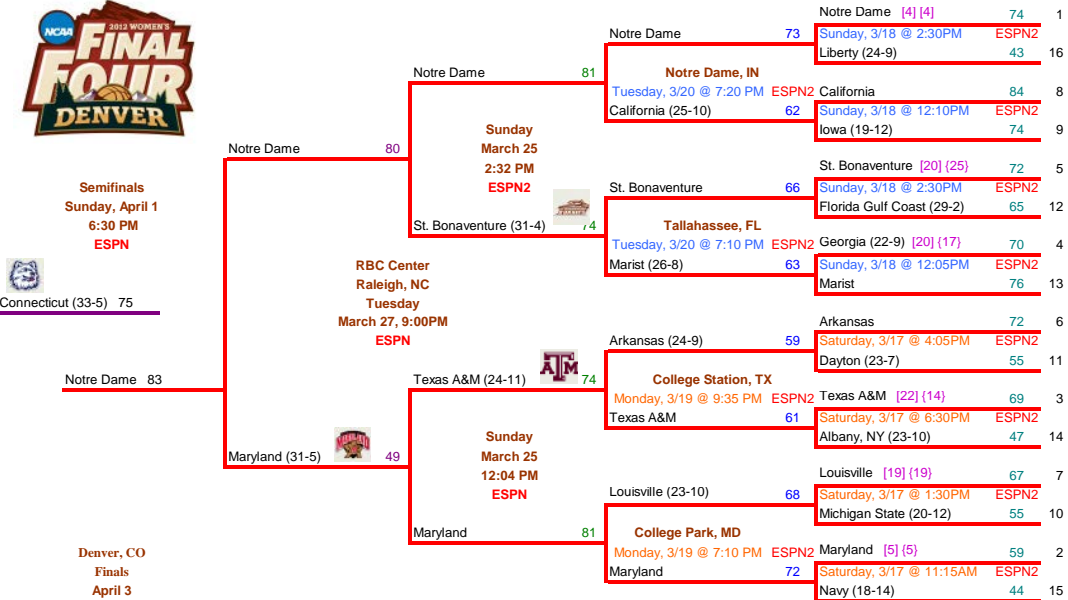 NCAA
2012 WOMEN'S
FINAL
FOUR
DENVER
Semifinals
Sunday, April 1
6:30 PM
ESPN
Connecticut (33-5) 75
Notre Dame 83
Denver, CO
Finals
April 3
Notre Dame 80
RBC Center
Raleigh, NC
Tuesday
March 27, 9:00PM
ESPN
Maryland (31-5) MARYLAND 49
Notre Dame 81
Sunday
March 25
2:32 PM
ESPN2
St. Bonaventure (31-4) 74
Texas A&M (24-11) ATM 74
Sunday
March 25
12:04 PM
ESPN
Maryland 81
Notre Dame 73
Notre Dame, IN
Tuesday, 3/20 @ 7:20 PM ESPN2
California (25-10) 62
St. Bonaventure 66
Tallahassee, FL
Tuesday, 3/20 @ 7:10 PM ESPN2
Marist (26-8) 63
Arkansas (24-9) 59
College Station, TX
Monday, 3/19 @ 9:35 PM ESPN2
Texas A&M 61
Louisville (23-10) 68
College Park, MD
Monday, 3/19 @ 7:10 PM ESPN2
Maryland 72
Notre Dame [4] [4] 74 1
Sunday, 3/18 @ 2:30PM ESPN2
Liberty (24-9) 43 16
California 84 8
Sunday, 3/18 @ 12:10PM ESPN2
Iowa (19-12) 74 9
St. Bonaventure [20] {25} 72 5
Sunday, 3/18 @ 2:30PM ESPN2
Florida Gulf Coast (29-2) 65 12
Georgia (22-9) [20] {17} 70 4
Sunday, 3/18 @ 12:05PM ESPN2
Marist 76 13
Arkansas 72 6
Saturday, 3/17 @ 4:05PM ESPN2
Dayton (23-7) 55 11
Texas A&M [22] {14} 69 3
Saturday, 3/17 @ 6:30PM ESPN2
Albany, NY (23-10) 47 14
Louisville [19] {19} 67 7
Saturday, 3/17 @ 1:30PM ESPN2
Michigan State (20-12) 55 10
Maryland [5] {5} 59 2
Saturday, 3/17 @ 11:15AM ESPN2
Navy (18-14) 44 15